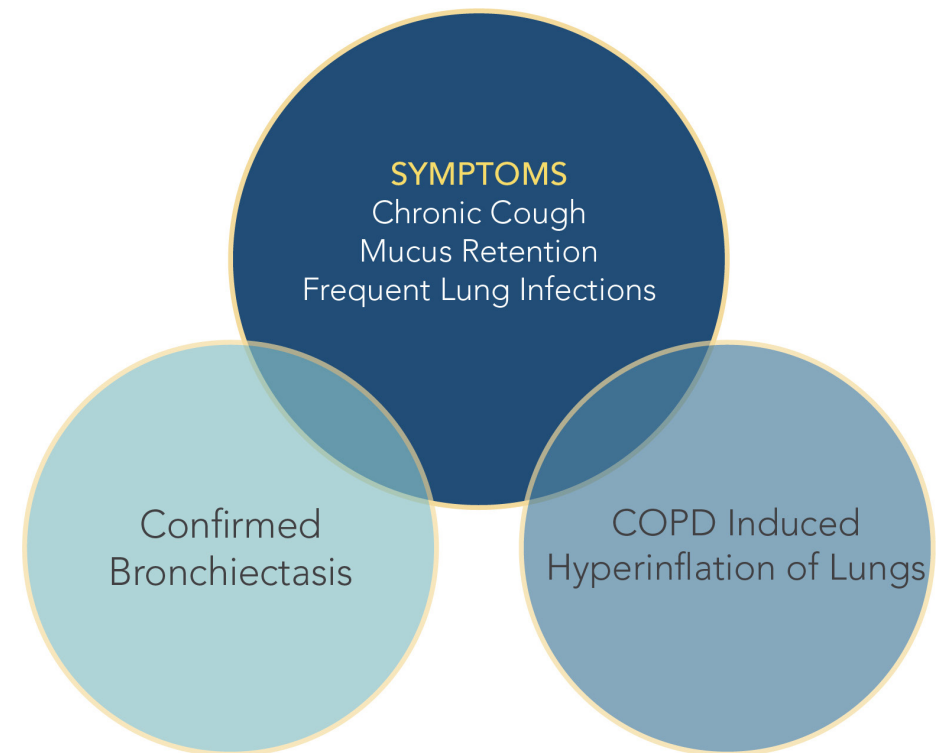 SYMPTOMS
Chronic Cough
Mucus Retention
Frequent Lung Infections
Confirmed
Bronchiectasis
COPD Induced
Hyperinflation of Lungs